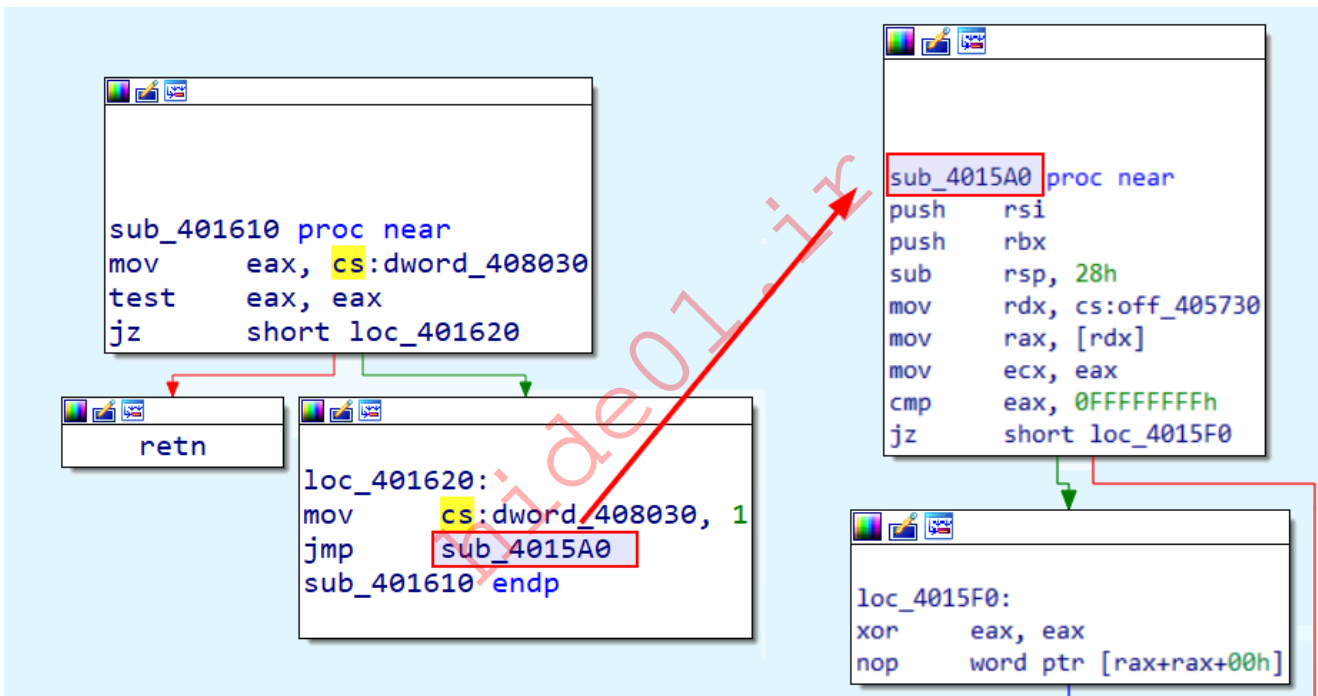 sub_401610 proc near
mov eax, cs:dword_408030
test eax, eax
jz short loc_401620
retn
loc_401620:
mov cs:dword_408030, 1
jmp sub_4015A0
sub_401610 endp
sub_4015A0 proc near
push rsi
push rbx
sub rsp, 28h
mov rdx, cs:off_405730
mov rax, [rdx]
mov ecx, eax
cmp eax, 0FFFFFFFFh
jz short loc_4015F0
loc_4015F0:
xor eax, eax
nop word ptr [rax+rax+00h]
hide01.ir